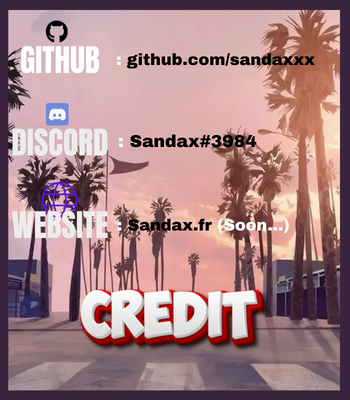 GITHUB : github.com/sandaxxx
DISCORD : Sandax#3984
WEBSITE : Sandax.fr (Soon...)
CREDIT